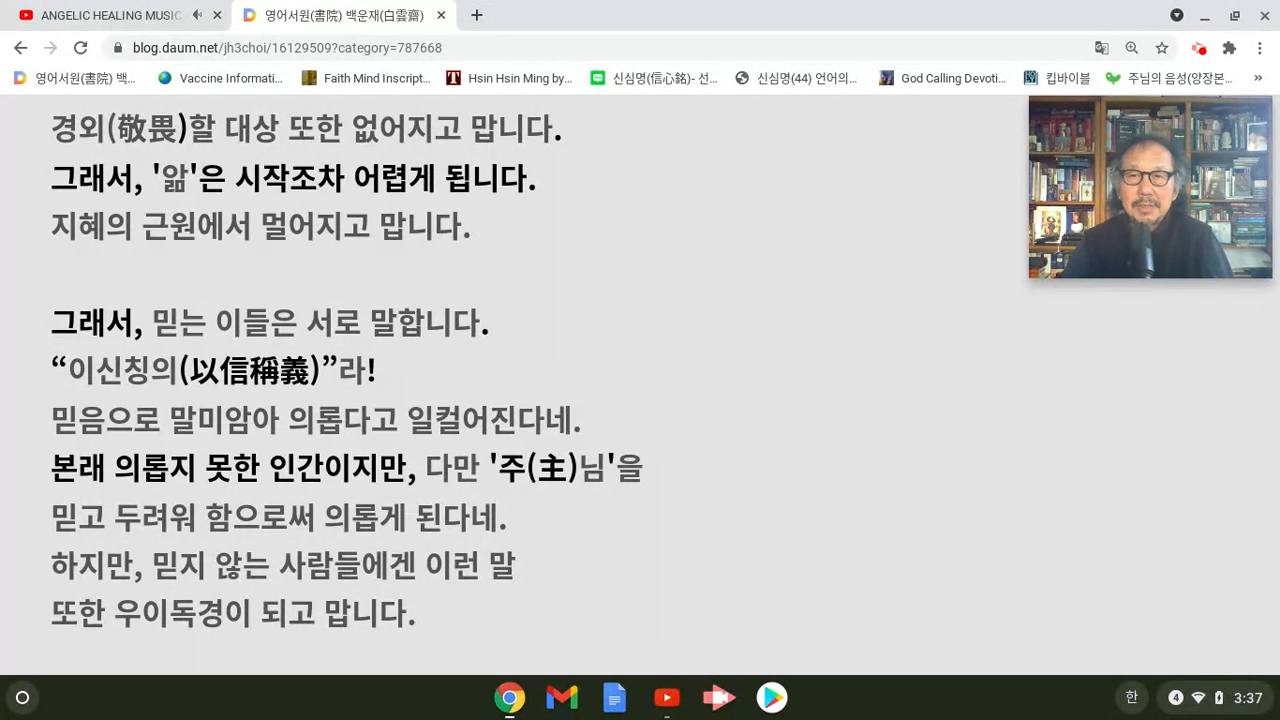 ANGELIC HEALING MUSIC
영어서원(書院) 백운재(白雲齋)
blog.daum.net/jh3choi/16129509?category=787668
영어서원(書院) 백...
Vaccine Informati...
Faith Mind Inscript...
Hsin Hsin Ming by...
신심명(信心銘)- 선...
신심명(44) 언어의...
God Calling Devoti...
킵바이블
주님의 음성(양장본...
경외(敬畏)할 대상 또한 없어지고 맙니다.
그래서, '앎'은 시작조차 어렵게 됩니다.
지혜의 근원에서 멀어지고 맙니다.
그래서, 믿는 이들은 서로 말합니다.
“이신칭의(以信稱義)”라!
믿음으로 말미암아 의롭다고 일컬어진다네.
본래 의롭지 못한 인간이지만, 다만 '주(主)님'을
믿고 두려워 함으로써 의롭게 된다네.
하지만, 믿지 않는 사람들에겐 이런 말
또한 우이독경이 되고 맙니다.
한
4
3:37